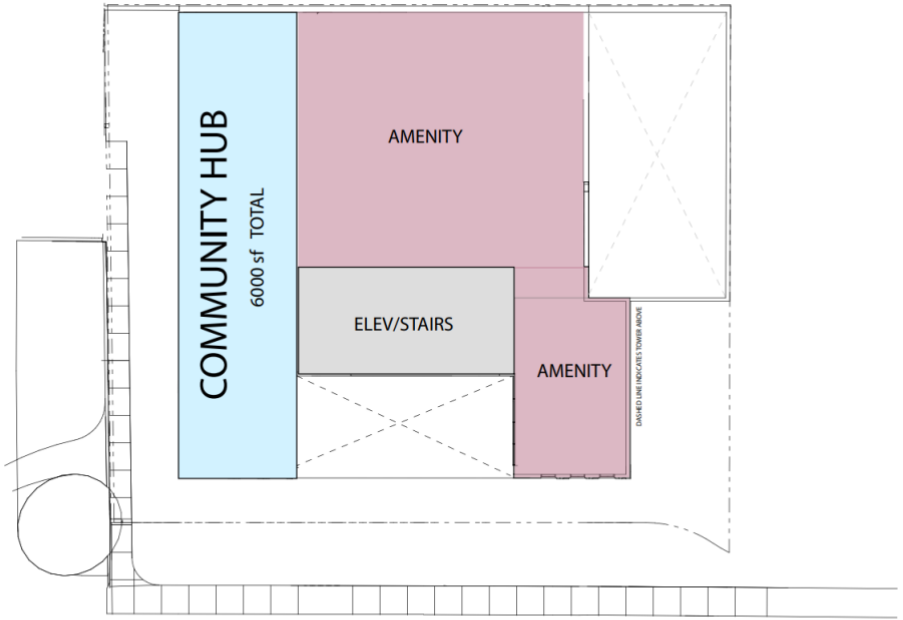 COMMUNITY HUB
6000 sf TOTAL
AMENITY
ELEV/STAIRS
AMENITY
DASHED LINE INDICATES TOWER ABOVE